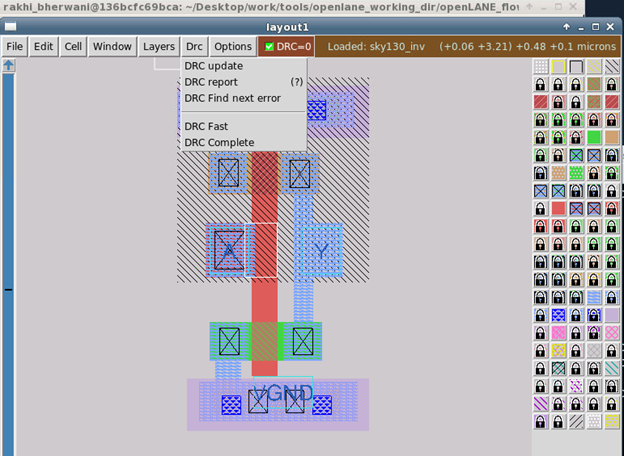 rakhi_bherwani@136bcfc69bca: ~/Desktop/work/tools/openlane_working_dir/openLANE_flo
layout1
File Edit Cell Window Layers Drc Options DRC=0 Loaded: sky130_inv (+0.06 +3.21) +0.48 +0.1 microns
DRC update
DRC report (?)
DRC Find next error
DRC Fast
DRC Complete
A Y
VGND